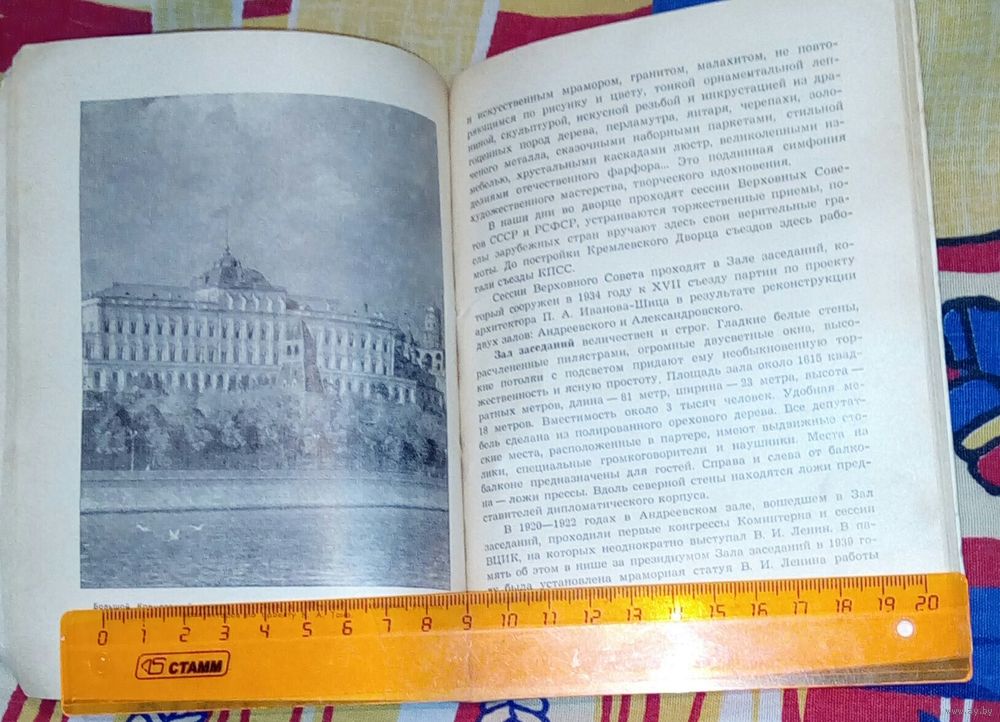 и искусственным мрамором, гранитом, малахитом, не повто-
ряющимся по рисунку и цвету, тонкой орнаментальной леп-
ниной, скульптурой, искусной резьбой и инкрустацией из дра-
гоценных пород дерева, перламутра, янтаря, черепахи, золо-
ченого металла, сказочными наборными паркетами, стильной
мебелью, хрустальными каскадами люстр, великолепными из-
делиями отечественного фарфора... Это подлинная симфония
художественного мастерства, творческого вдохновения.
В наши дни во дворце проходят сессии Верховных Сове-
тов СССР и РСФСР, устраиваются торжественные приемы, по-
слы зарубежных стран вручают здесь свои верительные гра-
моты. До постройки Кремлевского Дворца съездов здесь рабо-
тали съезды КПСС.
Сессии Верховного Совета проходят в Зале заседаний, ко-
торый сооружен в 1934 году к XVII съезду партии по проекту
архитектора П. А. Иванова-Шица в результате реконструкции
двух залов: Андреевского и Александровского.
Зал заседаний величествен и строг. Гладкие белые стены,
расчлененные пилястрами, огромные двусветные окна, высо-
кие потолки с подсветом придают ему необыкновенную тор-
жественность и ясную простоту. Площадь зала около 1615 квад-
ратных метров, длина — 81 метр, ширина — 23 метра, высота —
18 метров. Вместимость около 3 тысяч человек. Удобная ме-
бель сделана из полированного орехового дерева. Все депутат-
ские места, расположенные в партере, имеют выдвижные сто-
лики, специальные громкоговорители и наушники. Места на
балконе предназначены для гостей. Справа и слева от балко-
на — ложи прессы. Вдоль северной стены находятся ложи пред-
ставителей дипломатического корпуса.
В 1920—1922 годах в Андреевском зале, вошедшем в Зал
заседаний, проходили первые конгрессы Коминтерна и сессии
ВЦИК, на которых неоднократно выступал В. И. Ленин. В па-
мять об этом в нише за президиумом Зала заседаний в 1939 го-
ду была установлена мраморная статуя В. И. Ленина работы
Большой
0 1 2 3 4 5 6 7 8 9 10 11 12 13 14 15 16 17 18 19 20
СТАММ